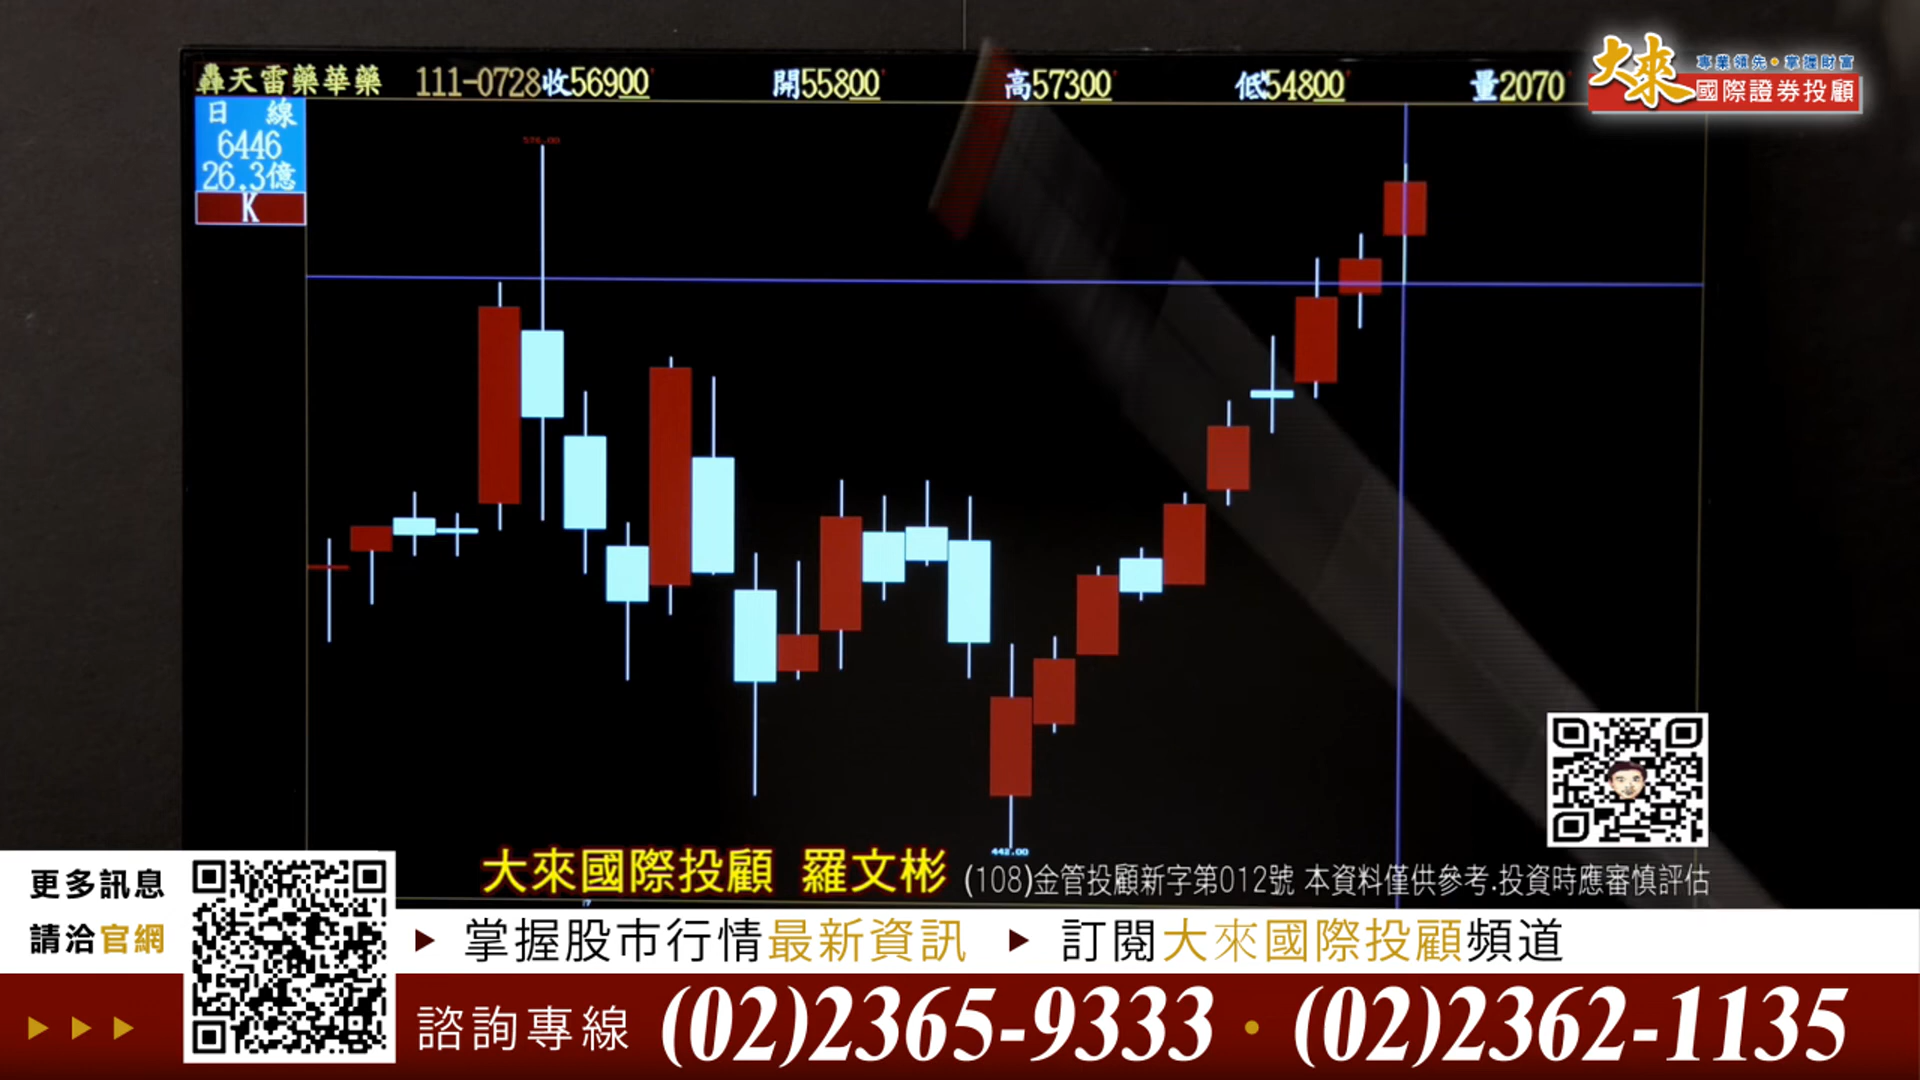 轟天雷藥華藥 111-0728收56900 開55800 高57300 低54800 量2070
日 線
6446
26.3億
K
576.00
442.00
大來
專業領先•掌握財富
國際證券投顧
大來國際投顧 羅文彬 (108)金管投顧新字第012號 本資料僅供參考.投資時應審慎評估
更多訊息
請洽官網
掌握股市行情最新資訊 訂閱大來國際投顧頻道
諮詢專線 (02)2365-9333•(02)2362-1135